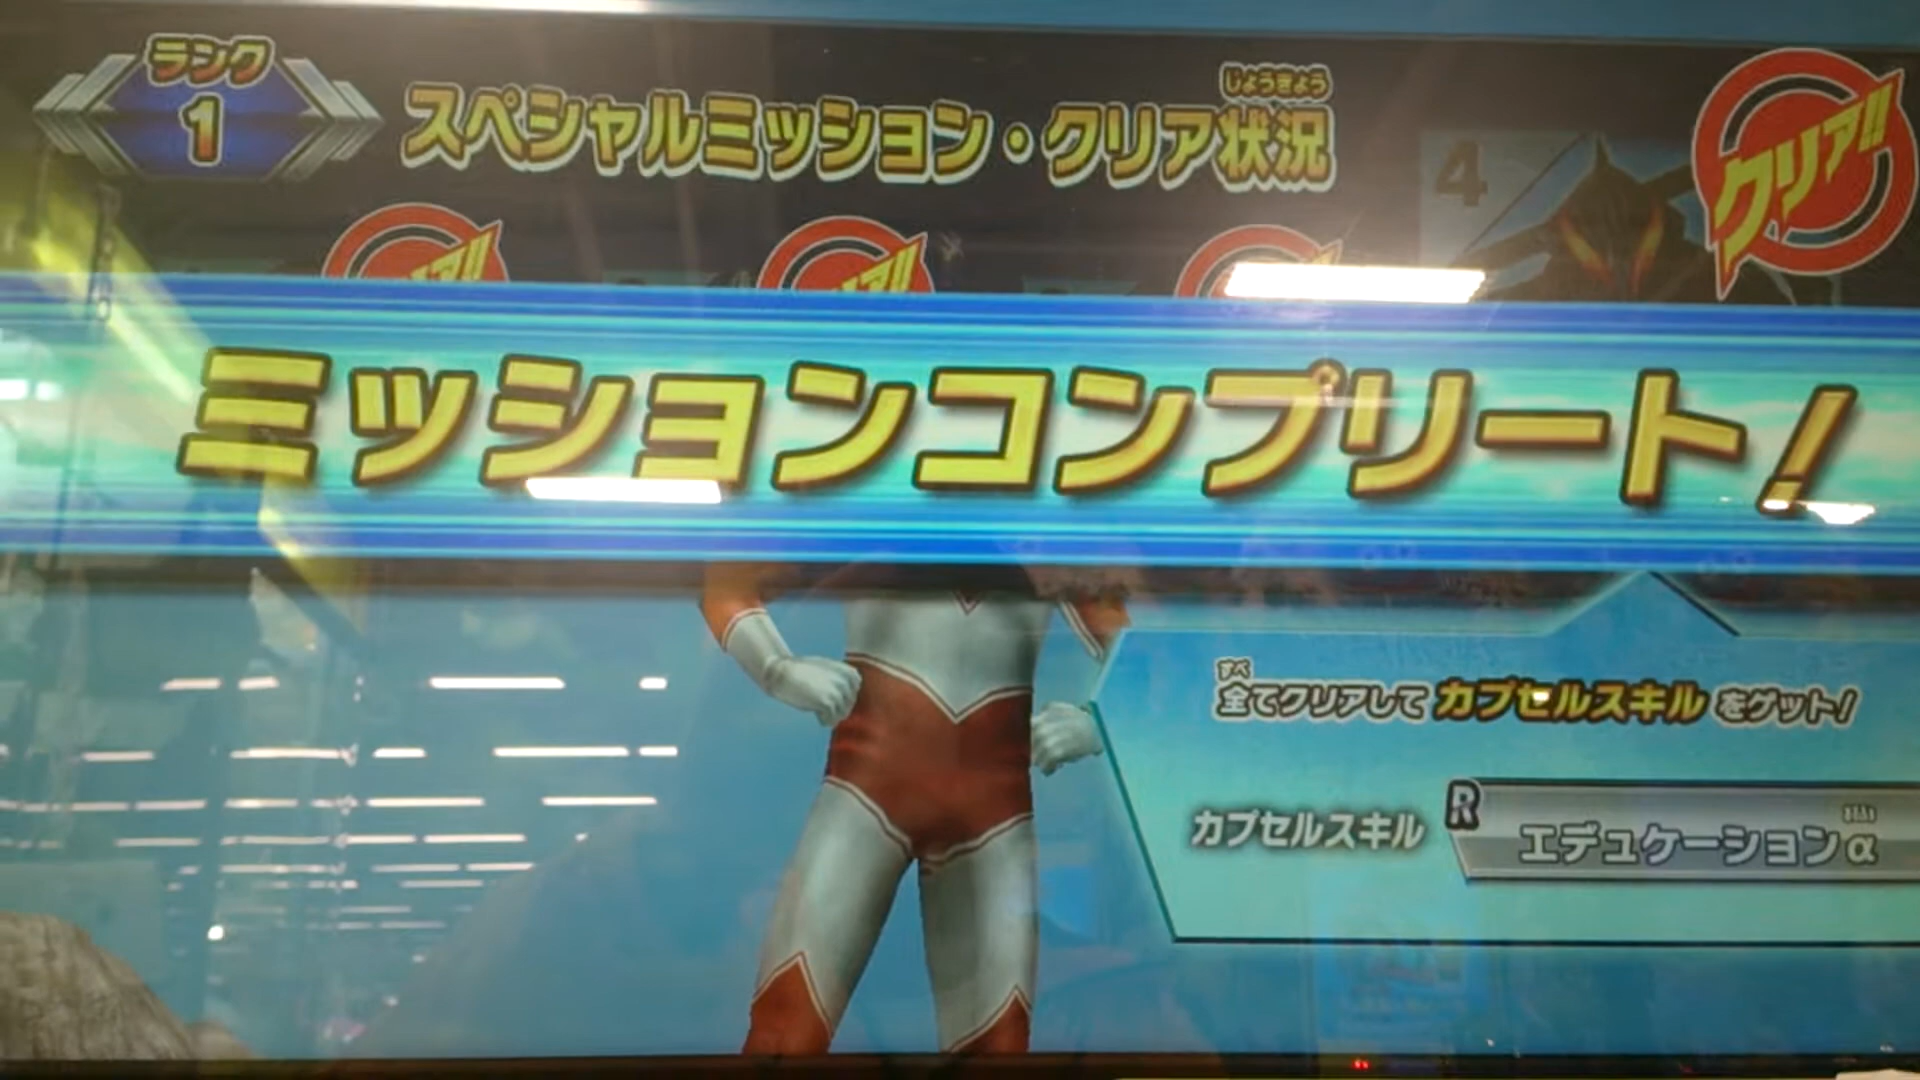 ランク
1
じょうきょう
スペシャルミッション・クリア状況
4
クリア!!
ミッションコンプリート!
すべ
全てクリアしてカプセルスキルをゲット!
カプセルスキル
R
エデュケーションα